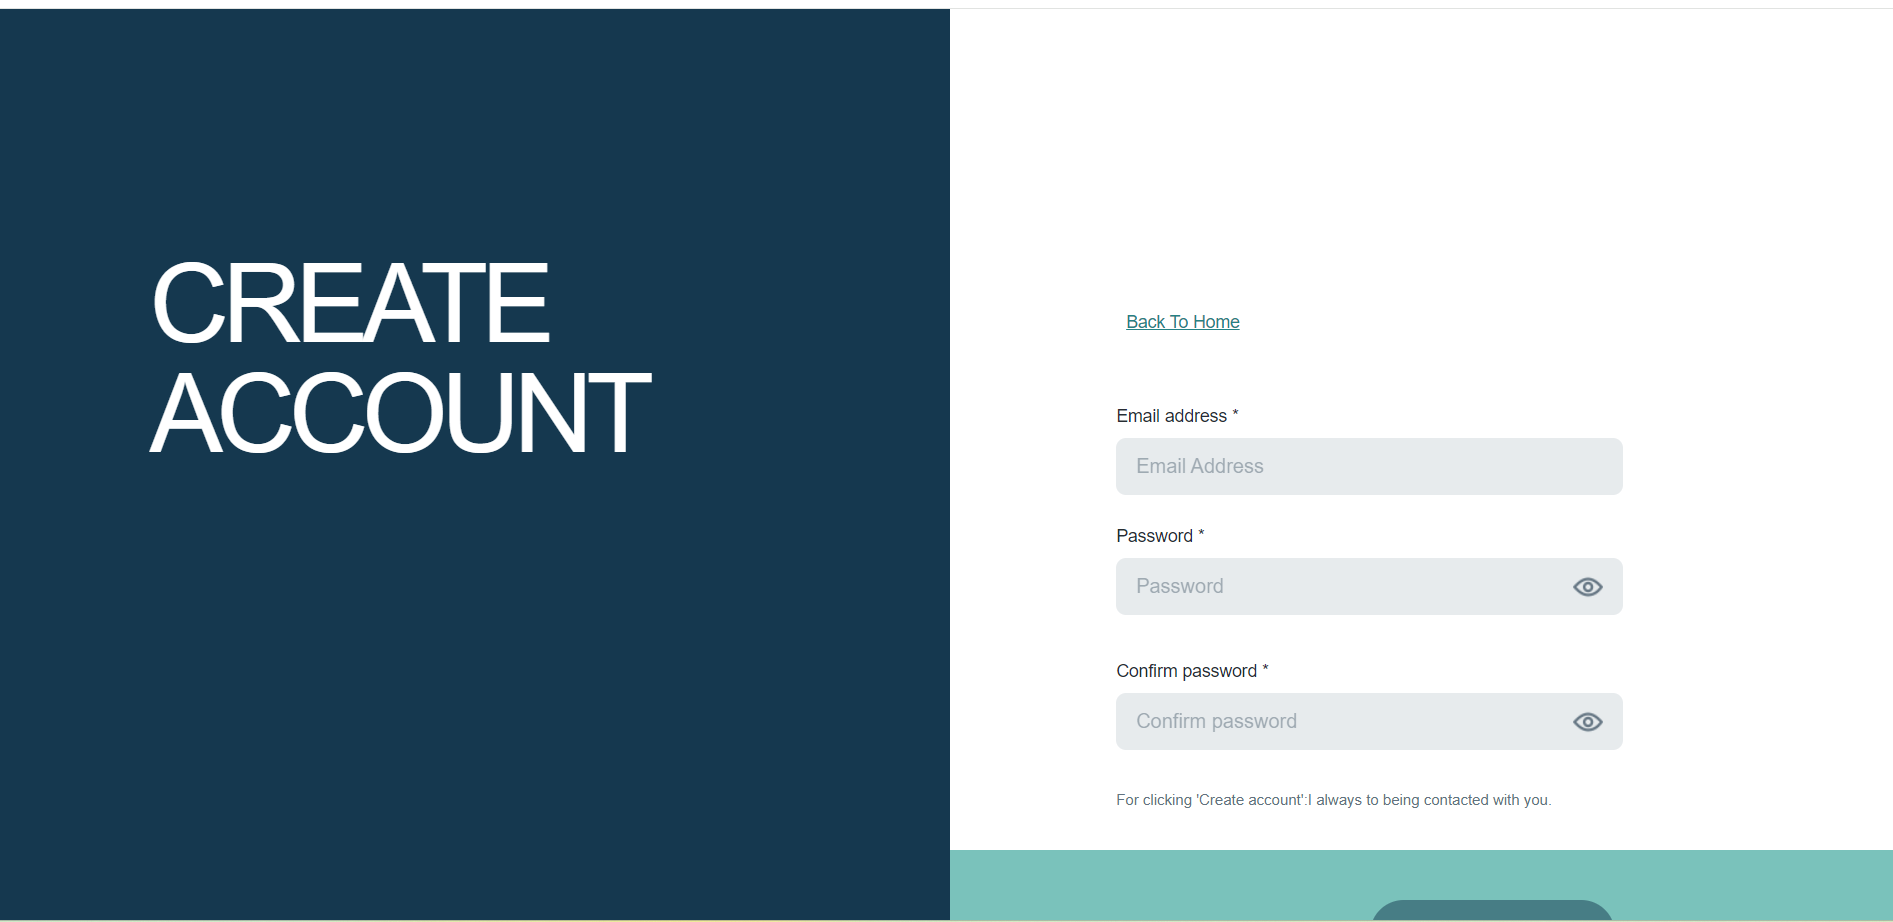 CREATE
ACCOUNT
Back To Home
Email address *
Email Address
Password *
Password
Confirm password *
Confirm password
For clicking 'Create account':I always to being contacted with you.